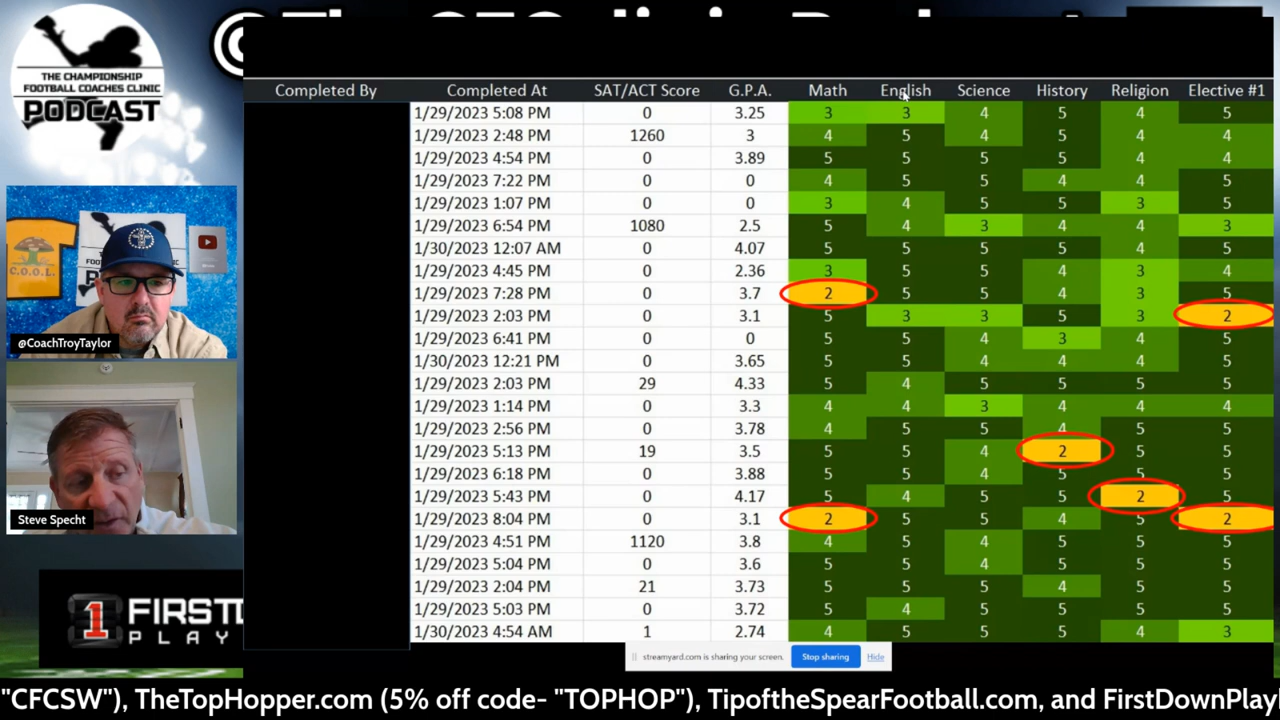 THE CHAMPIONSHIP
FOOTBALL COACHES CLINIC
PODCAST
C.O.O.L.
@CoachTroyTaylor
Steve Specht
1 FIRSTD
PLAY
Completed By Completed At SAT/ACT Score G.P.A. Math English Science History Religion Elective #1
1/29/2023 5:08 PM 0 3.25 3 3 4 5 4 5
1/29/2023 2:48 PM 1260 3 4 5 4 5 4 4
1/29/2023 4:54 PM 0 3.89 5 5 5 5 4 4
1/29/2023 7:22 PM 0 0 4 5 5 4 4 5
1/29/2023 1:07 PM 0 0 3 4 5 5 3 5
1/29/2023 6:54 PM 1080 2.5 5 4 3 4 4 3
1/30/2023 12:07 AM 0 4.07 5 5 5 5 4 5
1/29/2023 4:45 PM 0 2.36 3 5 5 4 3 4
1/29/2023 7:28 PM 0 3.7 2 5 5 4 3 5
1/29/2023 2:03 PM 0 3.1 5 3 3 5 3 2
1/29/2023 6:41 PM 0 0 5 5 4 3 4 5
1/30/2023 12:21 PM 0 3.65 5 5 4 4 4 5
1/29/2023 2:03 PM 29 4.33 5 4 5 5 5 5
1/29/2023 1:14 PM 0 3.3 4 4 3 4 4 4
1/29/2023 2:56 PM 0 3.78 4 5 5 4 5 5
1/29/2023 5:13 PM 19 3.5 5 5 4 2 5 5
1/29/2023 6:18 PM 0 3.88 5 5 4 5 5 5
1/29/2023 5:43 PM 0 4.17 5 4 5 5 2 5
1/29/2023 8:04 PM 0 3.1 2 5 5 4 5 2
1/29/2023 4:51 PM 1120 3.8 4 5 4 5 5 5
1/29/2023 5:04 PM 0 3.6 5 5 4 5 5 5
1/29/2023 2:04 PM 21 3.73 5 5 5 4 5 5
1/29/2023 5:03 PM 0 3.72 5 4 5 5 5 5
1/30/2023 4:54 AM 1 2.74 4 5 5 5 4 3
streamyard.com is sharing your screen. Stop sharing Hide
"CFCSW"), TheTopHopper.com (5% off code- "TOPHOP"), TipoftheSpearFootball.com, and FirstDownPlay